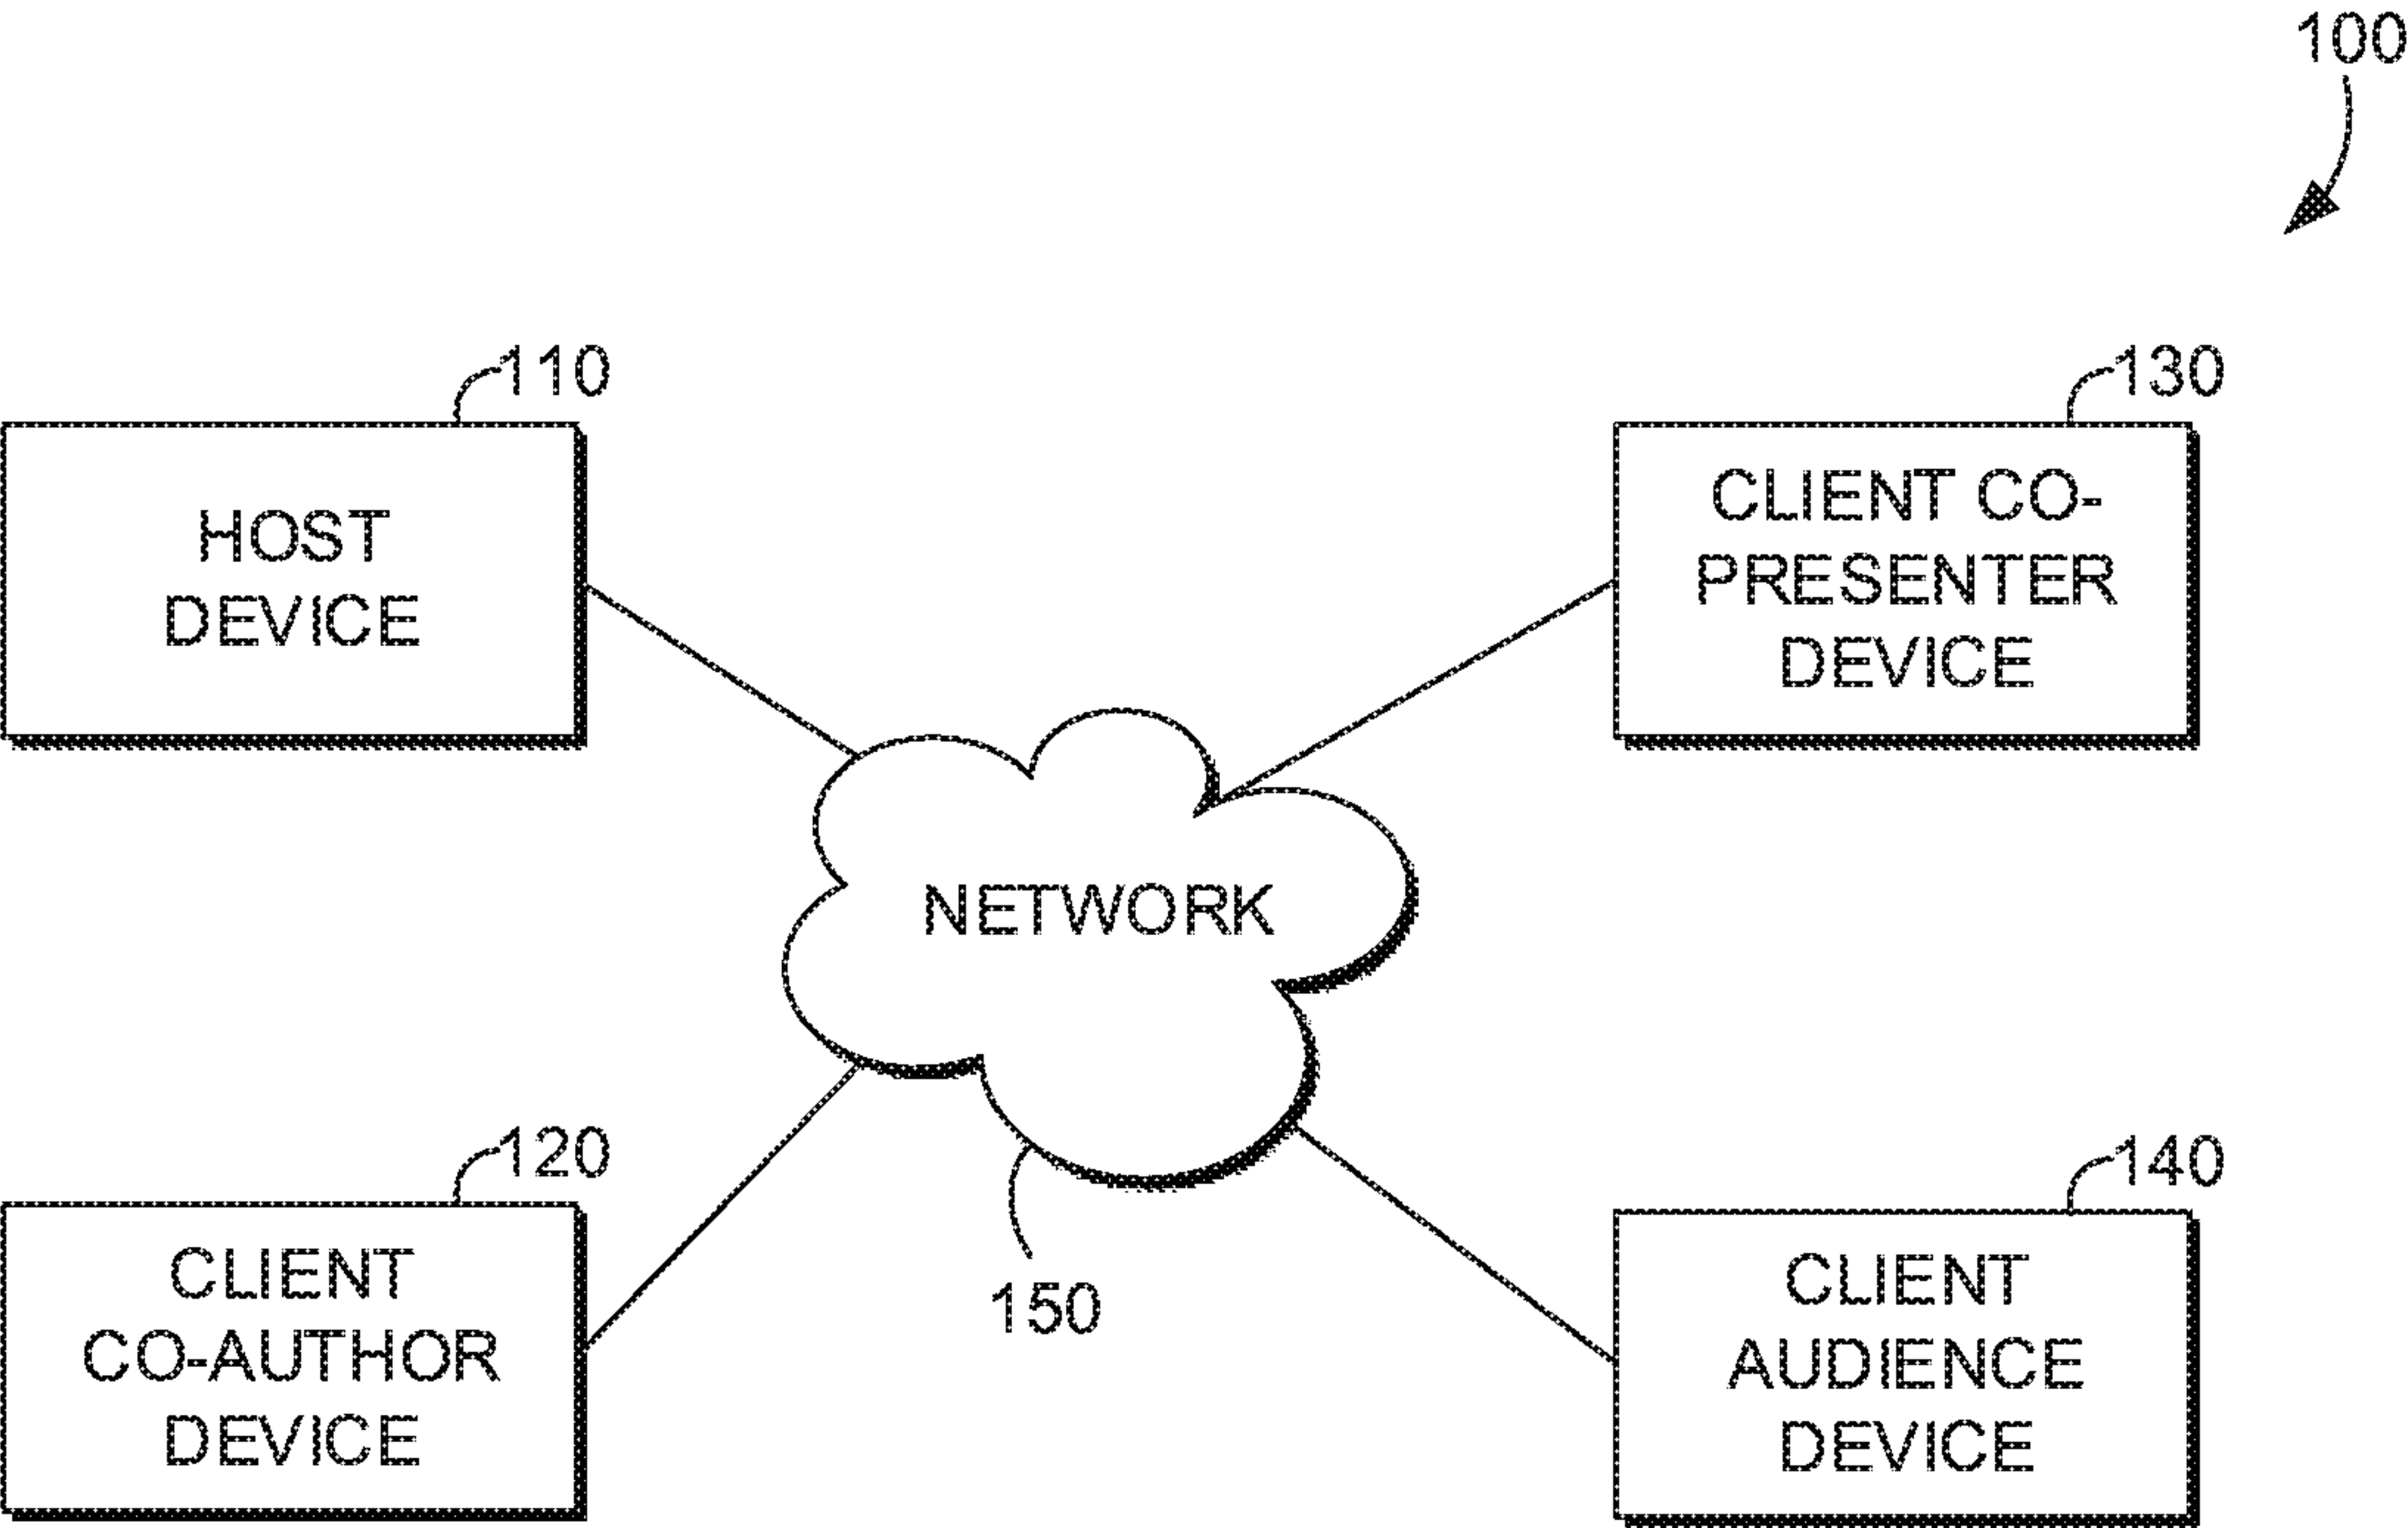 100
110
HOST
DEVICE
130
CLIENT CO-
PRESENTER
DEVICE
NETWORK
120
CLIENT
CO-AUTHOR
DEVICE
150
140
CLIENT
AUDIENCE
DEVICE